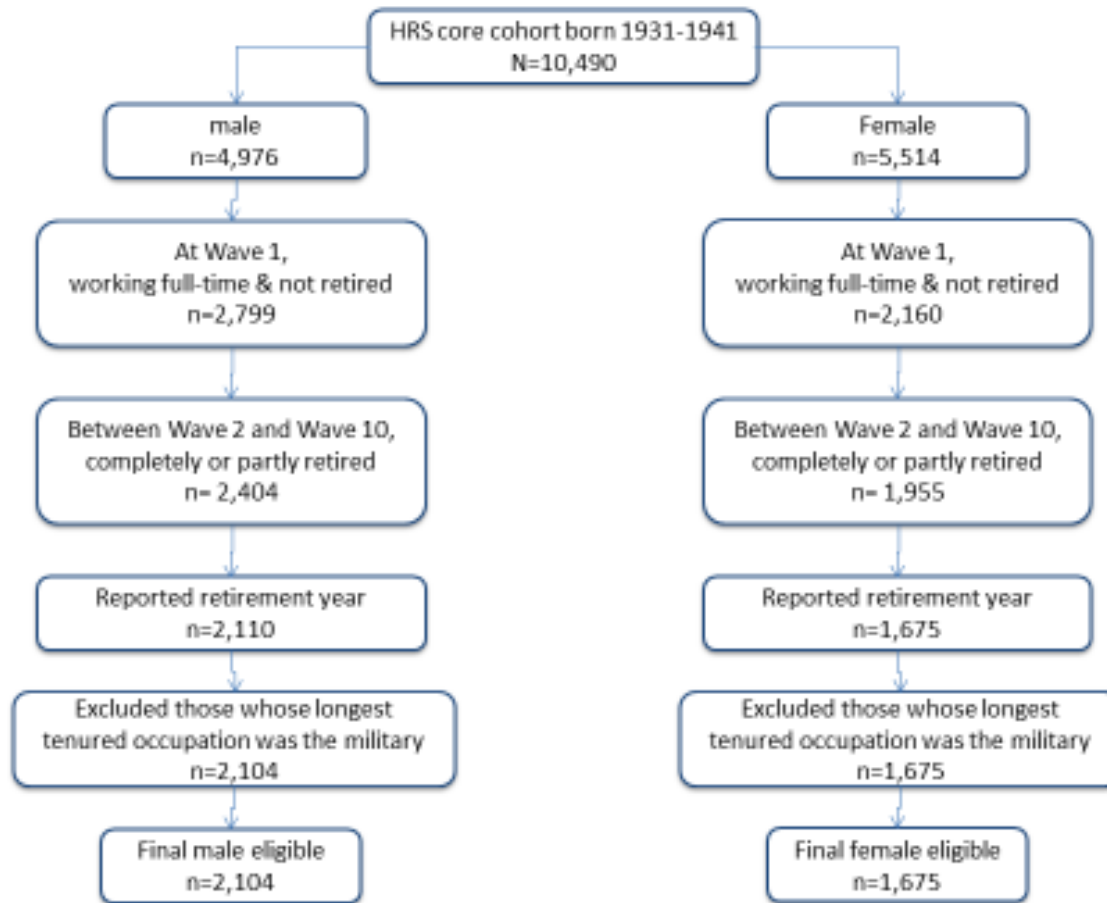 HRS core cohort born 1931-1941
N=10,490
male
n=4,976
Female
n=5,514
At Wave 1,
working full-time & not retired
n=2,799
At Wave 1,
working full-time & not retired
n=2,160
Between Wave 2 and Wave 10,
completely or partly retired
n= 2,404
Between Wave 2 and Wave 10,
completely or partly retired
n= 1,955
Reported retirement year
n=2,110
Reported retirement year
n=1,675
Excluded those whose longest
tenured occupation was the military
n=2,104
Excluded those whose longest
tenured occupation was the military
n=1,675
Final male eligible
n=2,104
Final female eligible
n=1,675